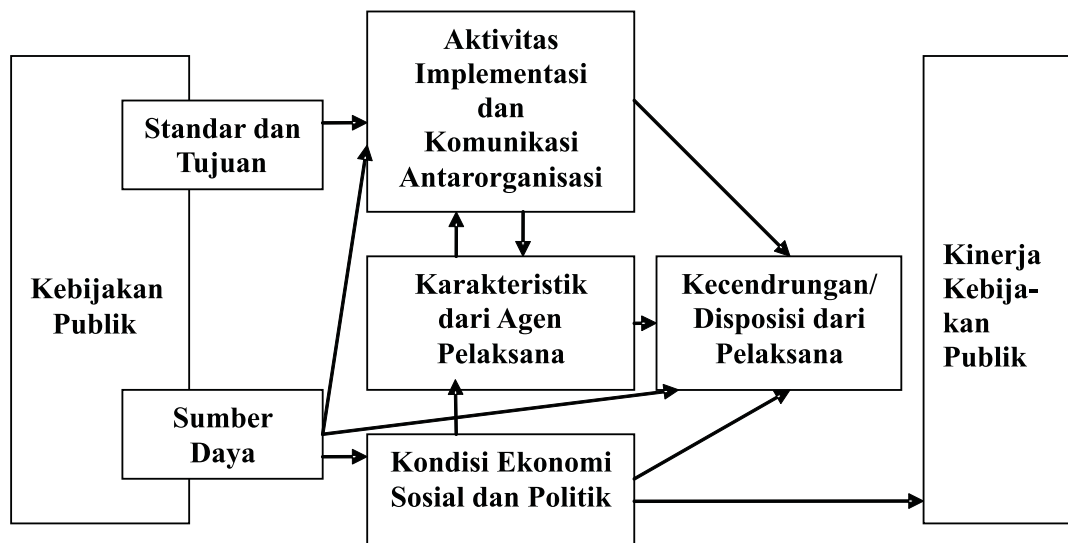 Kebijakan
Publik
Standar dan
Tujuan
Sumber
Daya
Aktivitas
Implementasi
dan
Komunikasi
Antarorganisasi
Karakteristik
dari Agen
Pelaksana
Kondisi Ekonomi
Sosial dan Politik
Kecendrungan/
Disposisi dari
Pelaksana
Kinerja
Kebija-
kan
Publik